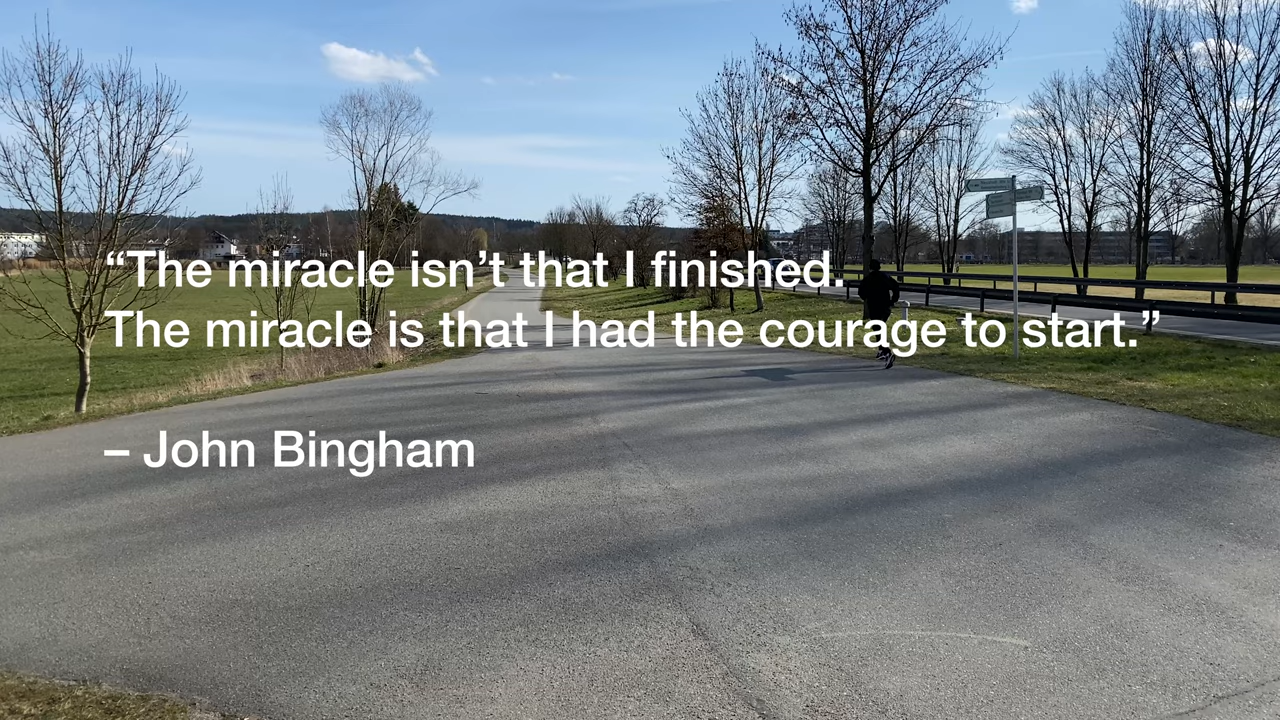 “The miracle isn’t that I finished.
The miracle is that I had the courage to start.”
– John Bingham